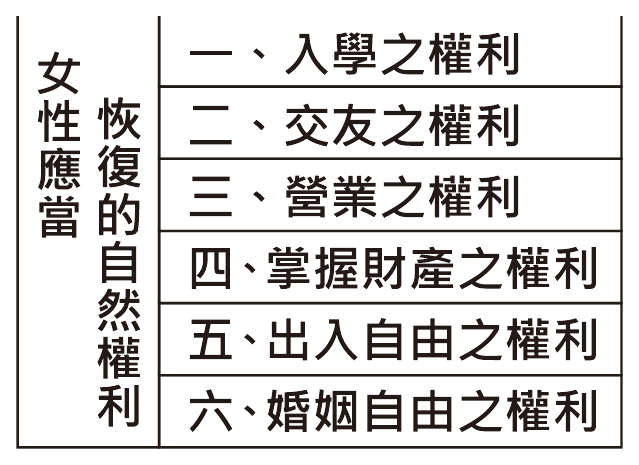 女性應當
恢復的自然權利
一、入學之權利
二、交友之權利
三、營業之權利
四、掌握財產之權利
五、出入自由之權利
六、婚姻自由之權利